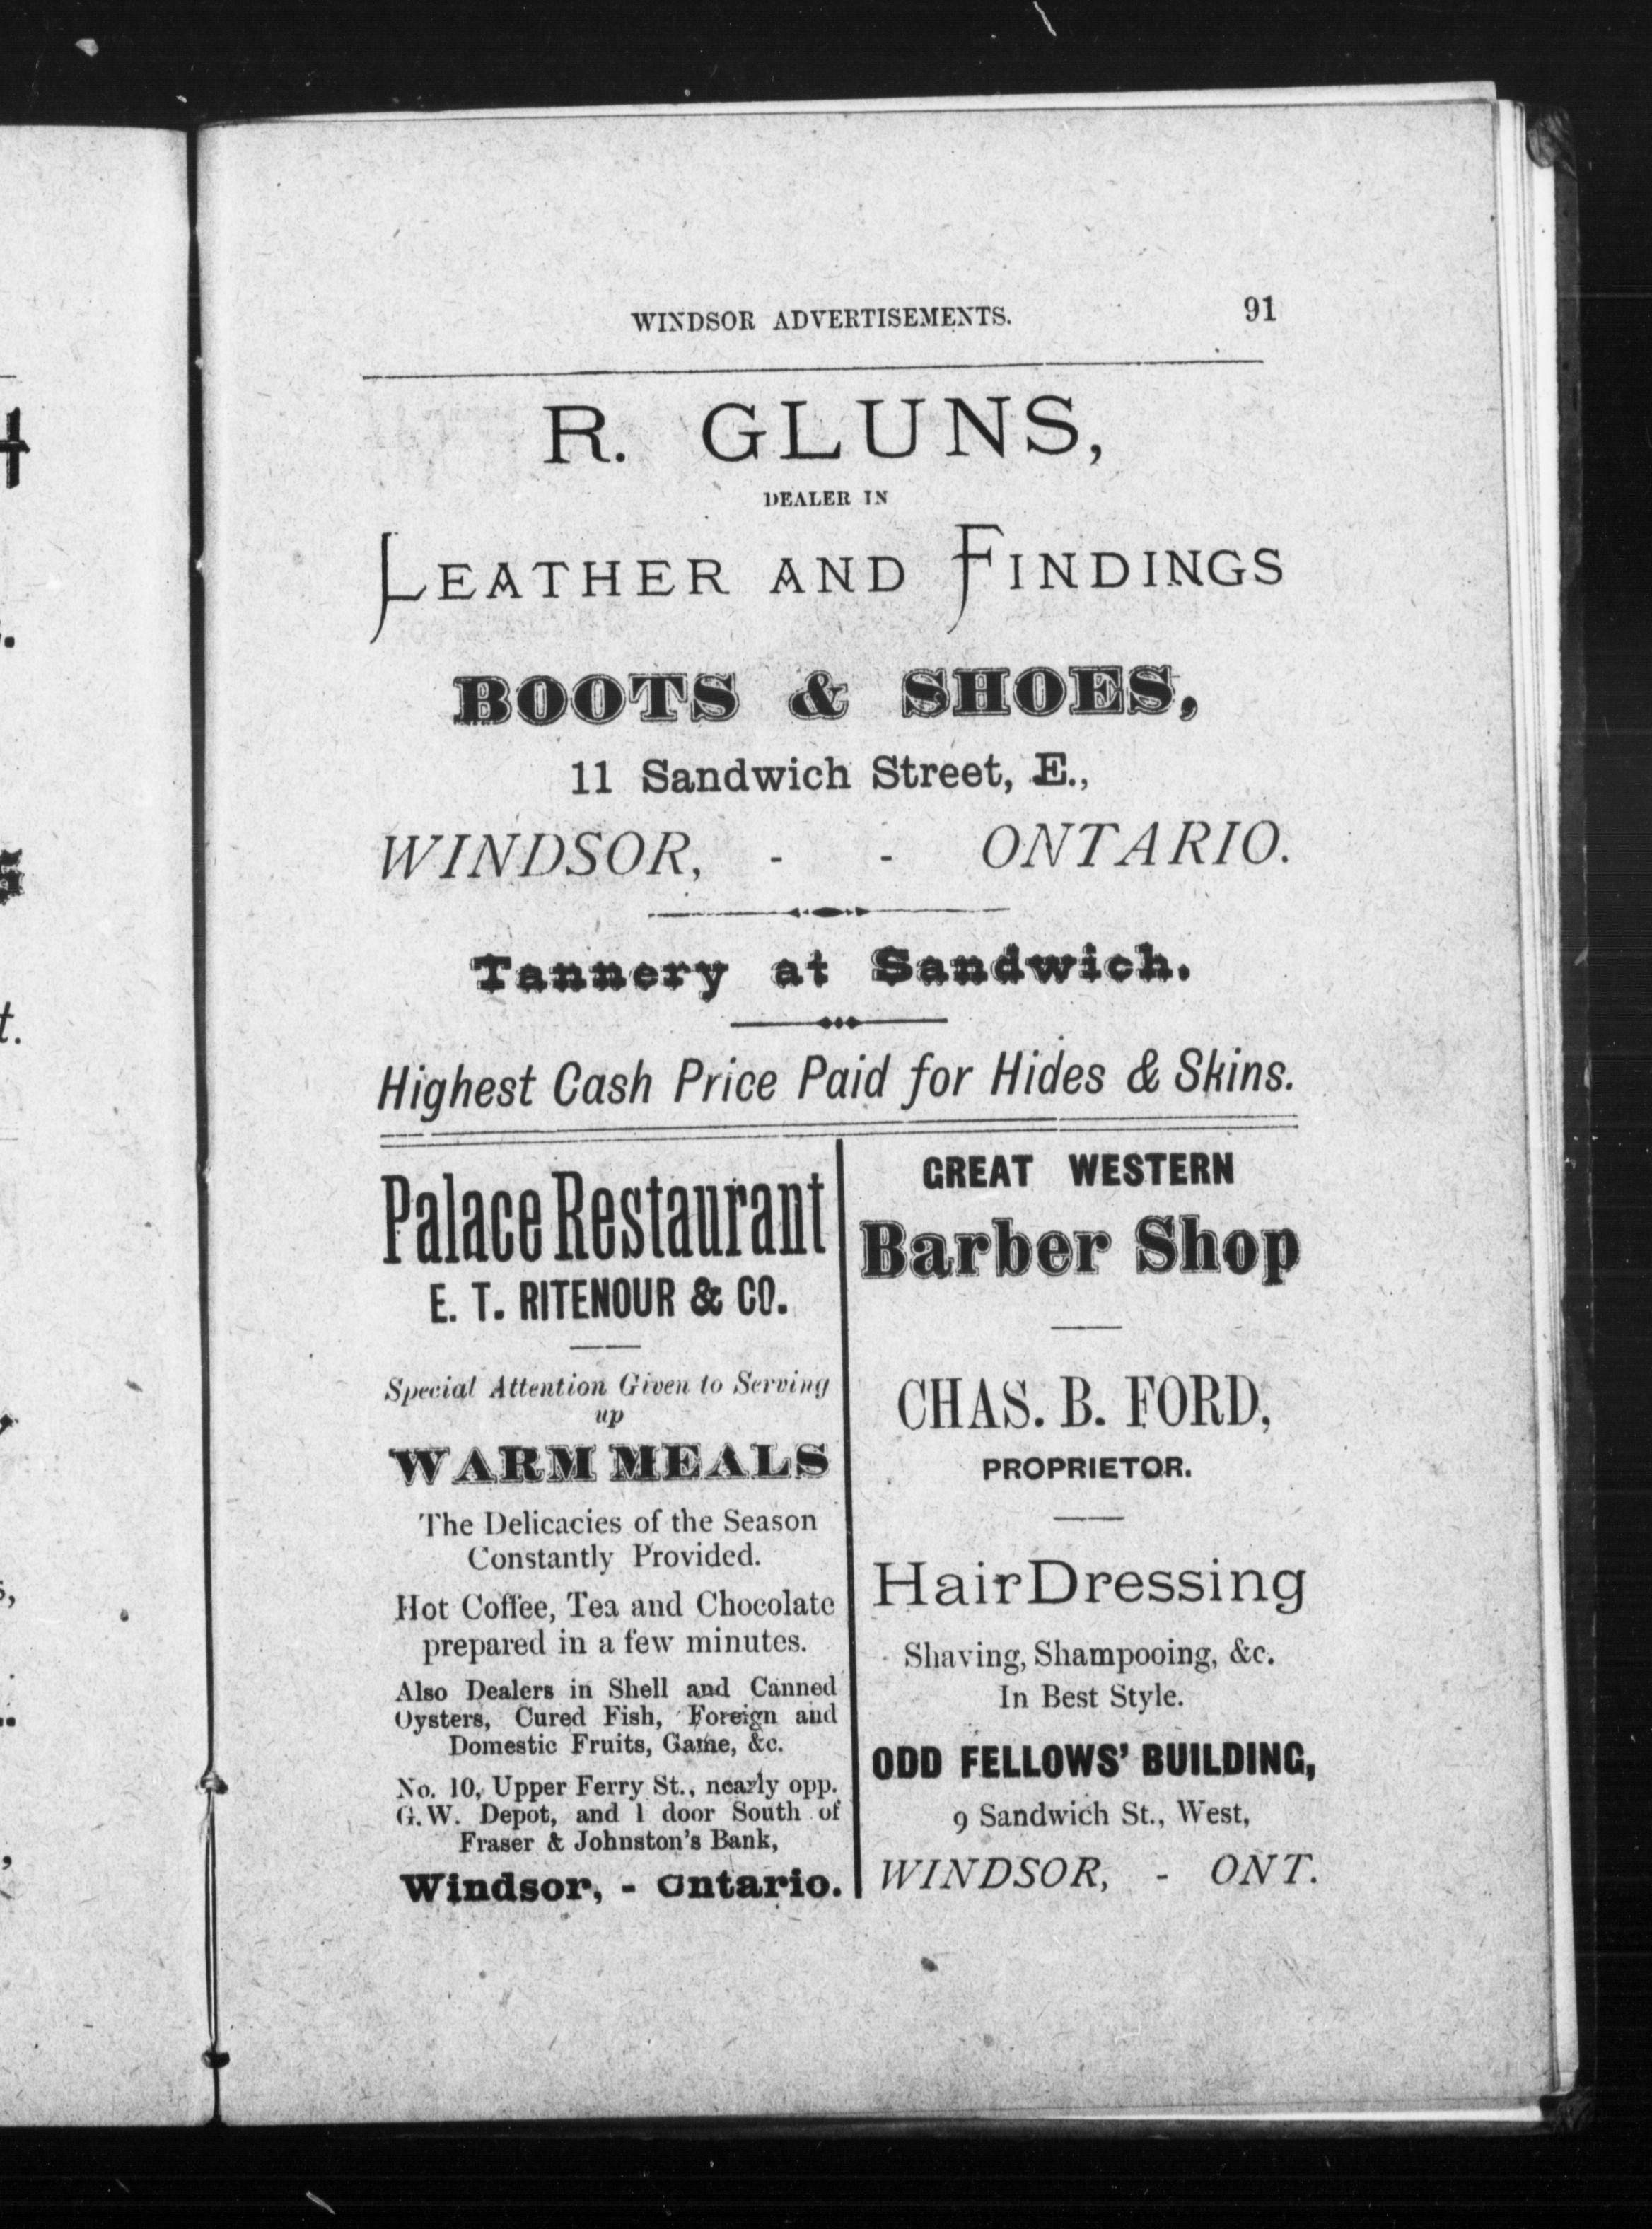 WINDSOR ADVERTISEMENTS. 91
R. GLUNS,
DEALER IN
LEATHER AND FINDINGS
BOOTS & SHOES,
11 Sandwich Street, E.,
WINDSOR, - - ONTARIO.
Tannery at Sandwich.
Highest Cash Price Paid for Hides & Skins.
Palace Restaurant
E. T. RITENOUR & CO.
Special Attention Given to Serving
up
WARM MEALS
The Delicacies of the Season
Constantly Provided.
Hot Coffee, Tea and Chocolate
prepared in a few minutes.
Also Dealers in Shell and Canned
Oysters, Cured Fish, Foreign and
Domestic Fruits, Game, &c.
No. 10, Upper Ferry St., nearly opp.
G. W. Depot, and 1 door South of
Fraser & Johnston's Bank,
Windsor, - Ontario.
GREAT WESTERN
Barber Shop
CHAS. B. FORD,
PROPRIETOR.
Hair Dressing
Shaving, Shampooing, &c.
In Best Style.
ODD FELLOWS' BUILDING,
9 Sandwich St., West,
WINDSOR, - ONT.